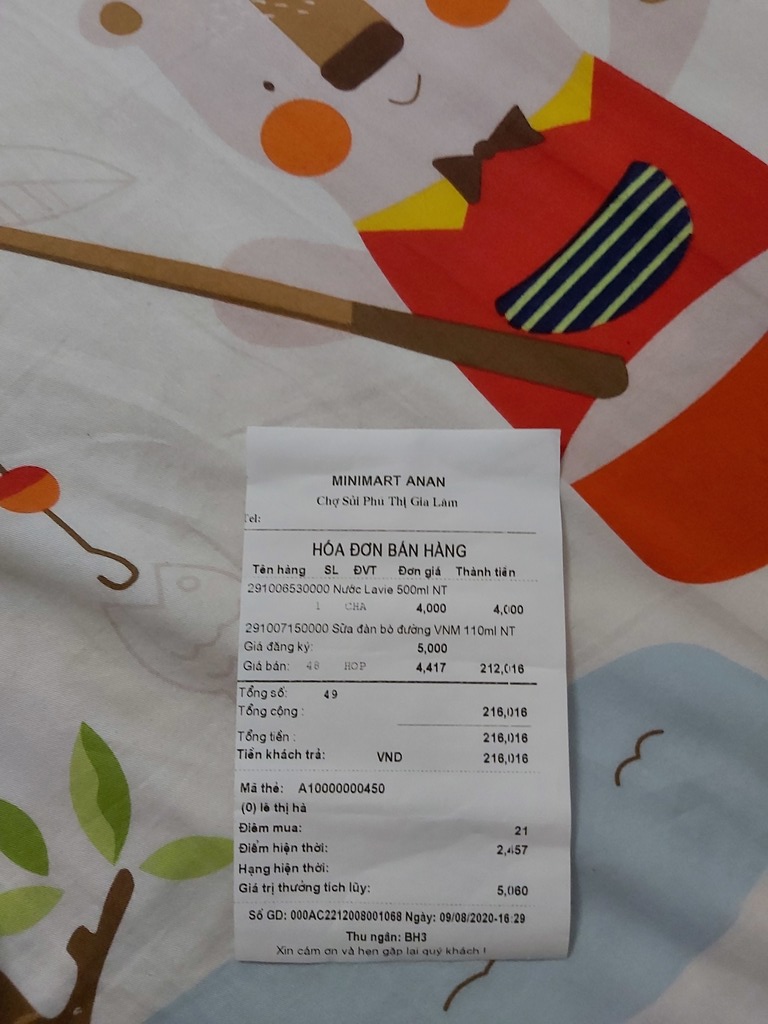 MINIMART ANAN
Chợ Sủi Phú Thị Gia Lâm
Tel:
HÓA ĐƠN BÁN HÀNG
Tên hàng SL ĐVT Đơn giá Thành tiền
291006530000 Nước Lavie 500ml NT
1 CHA 4,000 4,000
291007150000 Sữa đàn bò đường VNM 110ml NT
Giá đăng ký: 5,000
Giá bán: 48 HOP 4,417 212,016
Tổng số: 49
Tổng cộng : 216,016
Tổng tiền : 216,016
Tiền khách trả: VND 216,016
Mã thẻ: A10000000450
(0) lê thị hà
Điểm mua: 21
Điểm hiện thời: 2,457
Hạng hiện thời:
Giá trị thưởng tích lũy: 5,060
Số GD: 000AC2212008001068 Ngày: 09/08/2020-16:29
Thu ngân: BH3
Xin cảm ơn và hẹn gặp lại quý khách !